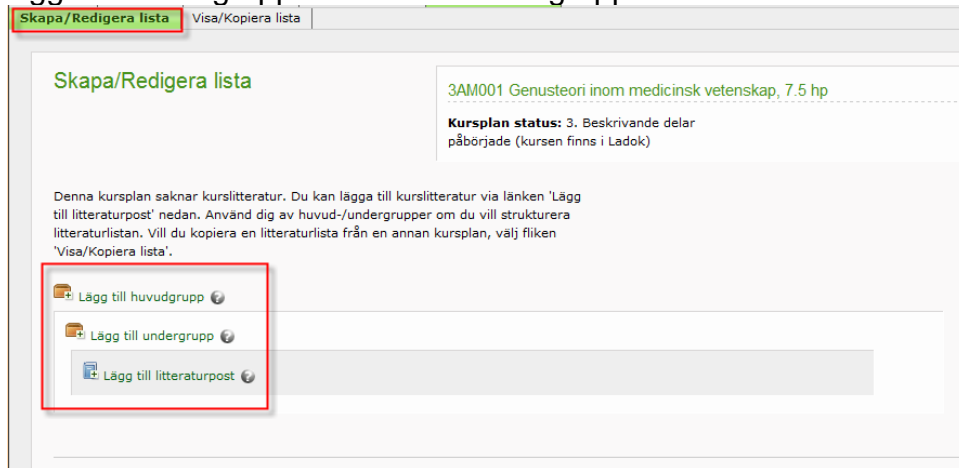 Skapa/Redigera lista Visa/Kopiera lista
Skapa/Redigera lista
3AM001 Genusteori inom medicinsk vetenskap, 7.5 hp
Kursplan status: 3. Beskrivande delar
påbörjade (kursen finns i Ladok)
Denna kursplan saknar kurslitteratur. Du kan lägga till kurslitteratur via länken 'Lägg
till litteraturpost' nedan. Använd dig av huvud-/undergrupper om du vill strukturera
litteraturlistan. Vill du kopiera en litteraturlista från en annan kursplan, välj fliken
'Visa/Kopiera lista'.
Lägg till huvudgrupp
Lägg till undergrupp
Lägg till litteraturpost